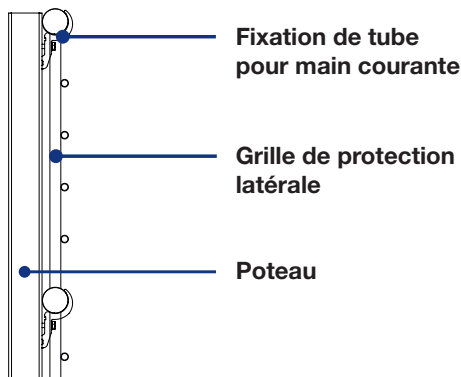 Fixation de tube
pour main courante
Grille de protection
latérale
Poteau